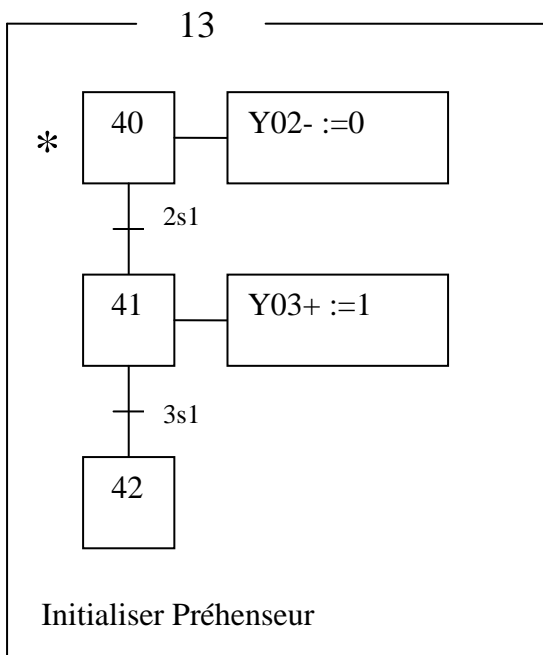 13
* 40 Y02- :=0
2s1
41 Y03+ :=1
3s1
42
Initialiser Préhenseur